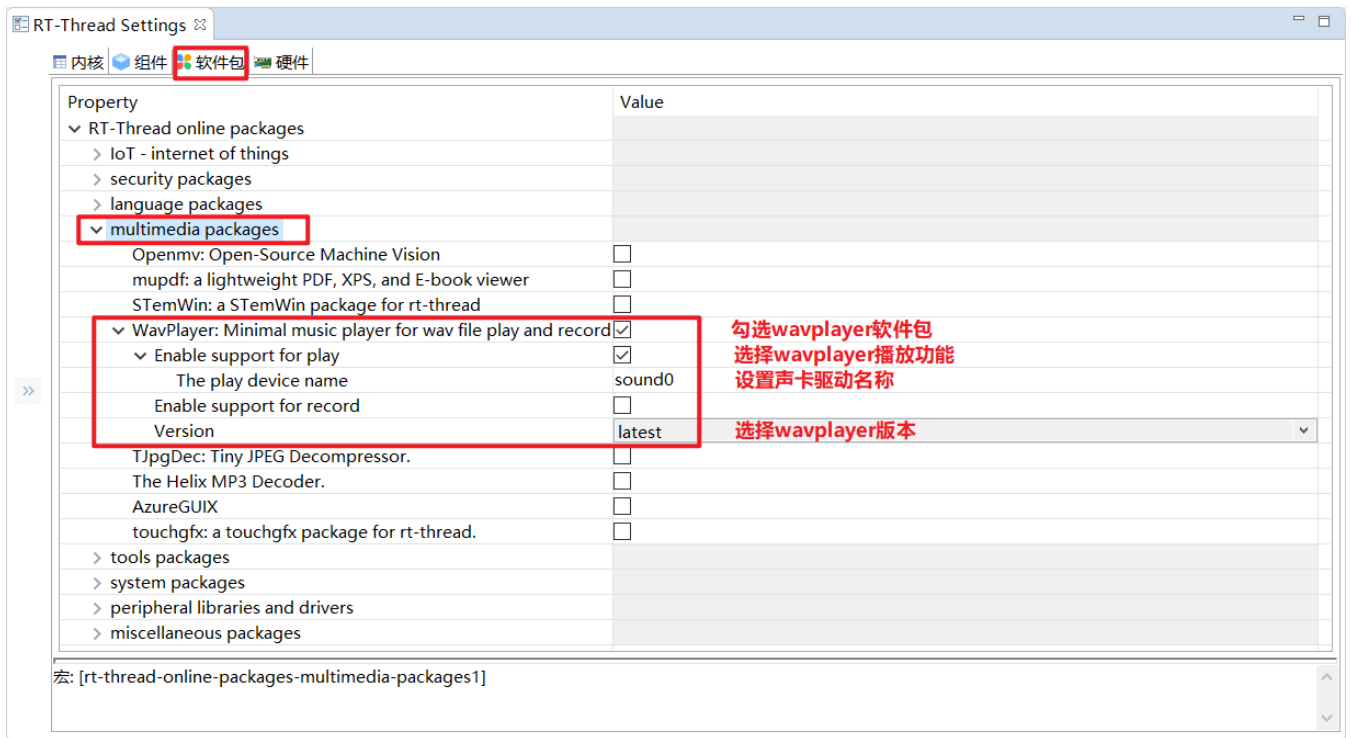 RT-Thread Settings
内核 组件 软件包 硬件
Property Value
RT-Thread online packages
IoT - internet of things
security packages
language packages
multimedia packages
Openmv: Open-Source Machine Vision
mupdf: a lightweight PDF, XPS, and E-book viewer
STemWin: a STemWin package for rt-thread
WavPlayer: Minimal music player for wav file play and record 勾选wavplayer软件包
Enable support for play 选择wavplayer播放功能
The play device name sound0 设置声卡驱动名称
Enable support for record
Version latest 选择wavplayer版本
TJpgDec: Tiny JPEG Decompressor.
The Helix MP3 Decoder.
AzureGUIX
touchgfx: a touchgfx package for rt-thread.
tools packages
system packages
peripheral libraries and drivers
miscellaneous packages
宏: [rt-thread-online-packages-multimedia-packages1]